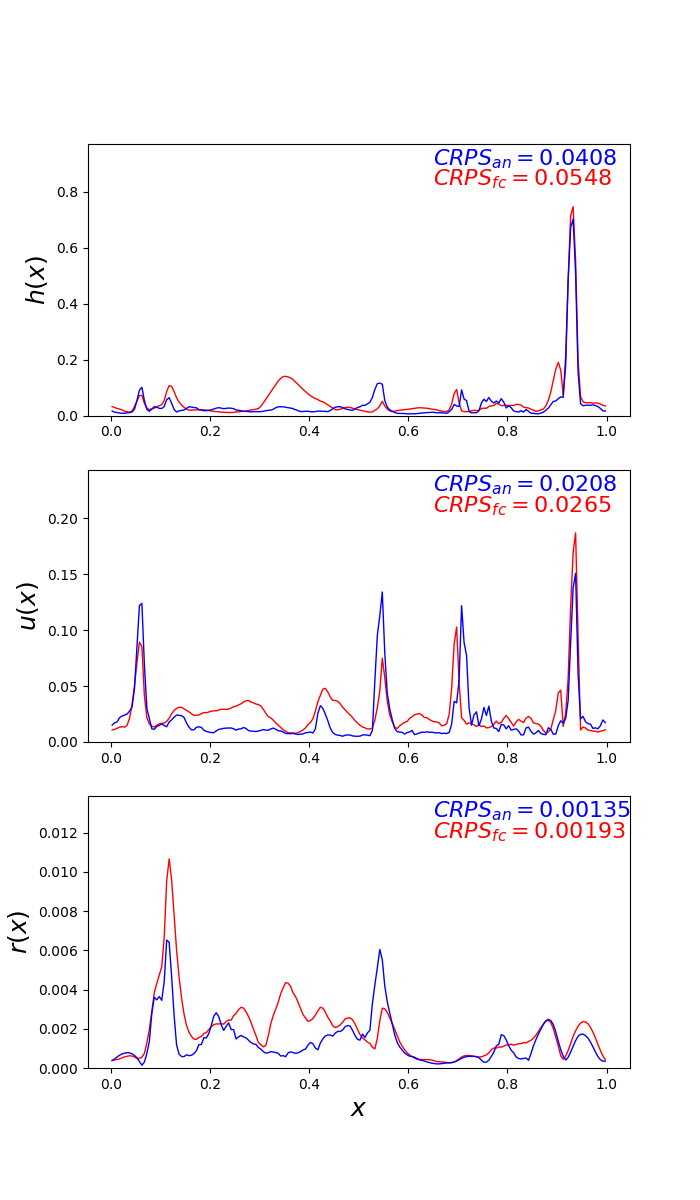 CRPS_an = 0.0408
CRPS_fc = 0.0548
h(x)
0.8
0.6
0.4
0.2
0.0
0.0 0.2 0.4 0.6 0.8 1.0
CRPS_an = 0.0208
CRPS_fc = 0.0265
u(x)
0.20
0.15
0.10
0.05
0.00
0.0 0.2 0.4 0.6 0.8 1.0
CRPS_an = 0.00135
CRPS_fc = 0.00193
r(x)
0.012
0.010
0.008
0.006
0.004
0.002
0.000
0.0 0.2 0.4 0.6 0.8 1.0
x